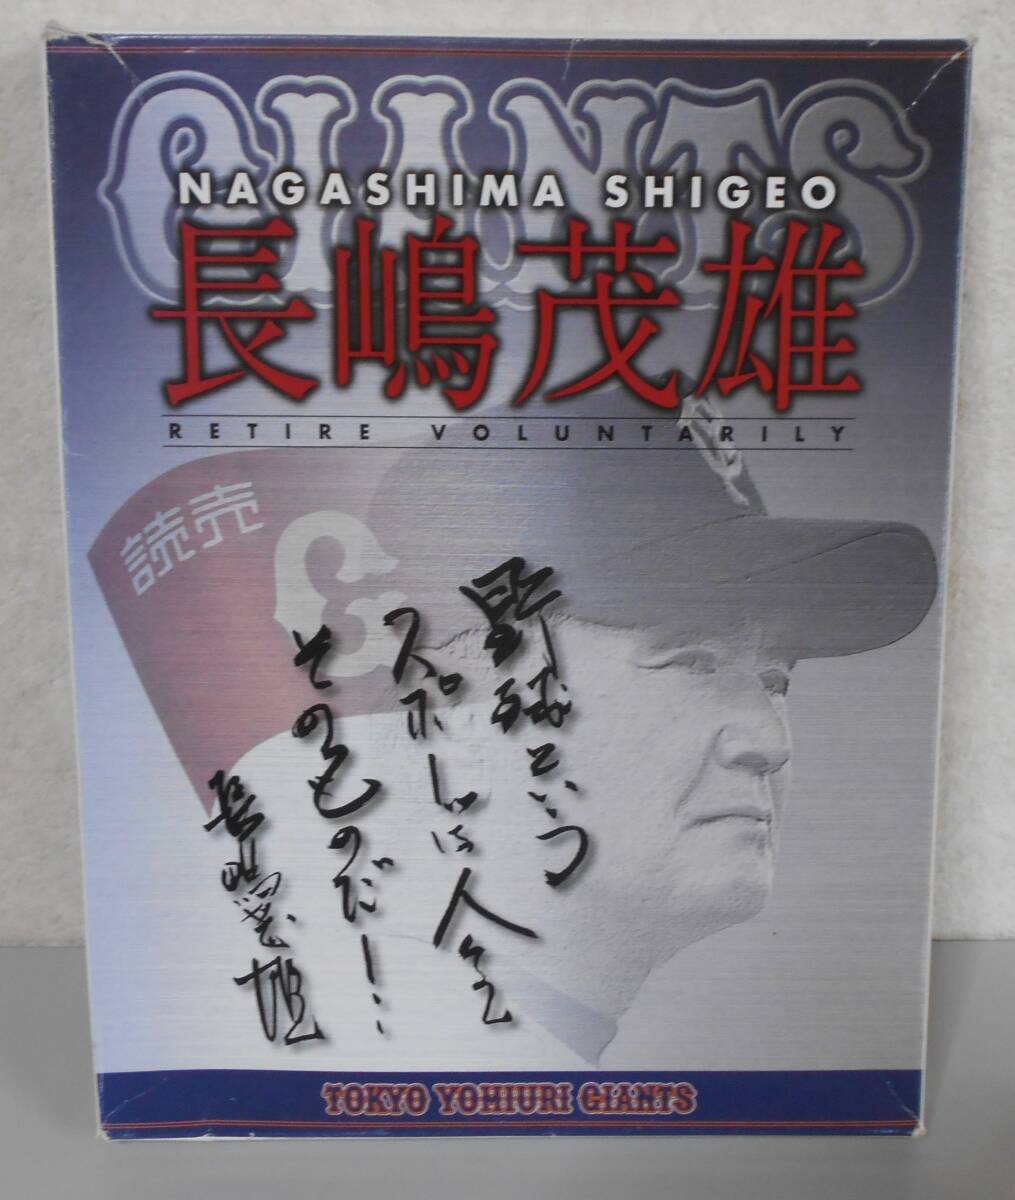 GIANTS
NAGASHIMA SHIGEO
長嶋茂雄
RETIRE VOLUNTARILY
読売
G
野球という
スポーツは人生
そのものだ!…
長嶋茂雄
TOKYO YOMIURI GIANTS